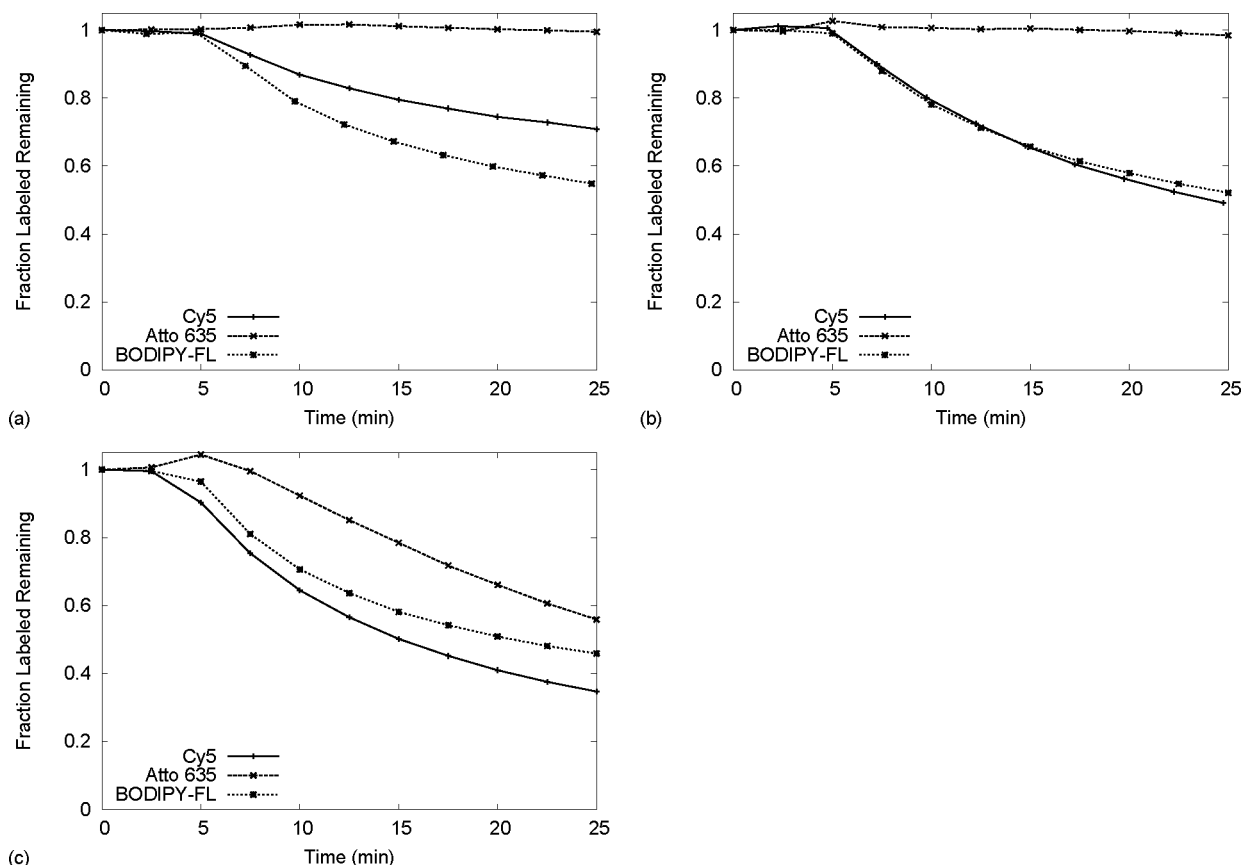 Fraction Labeled Remaining
1
0.8
0.6
0.4
0.2
0
Cy5
Atto 635
BODIPY-FL
0 5 10 15 20 25
Time (min)
(a)
Fraction Labeled Remaining
1
0.8
0.6
0.4
0.2
0
Cy5
Atto 635
BODIPY-FL
0 5 10 15 20 25
Time (min)
(b)
Fraction Labeled Remaining
1
0.8
0.6
0.4
0.2
0
Cy5
Atto 635
BODIPY-FL
0 5 10 15 20 25
Time (min)
(c)